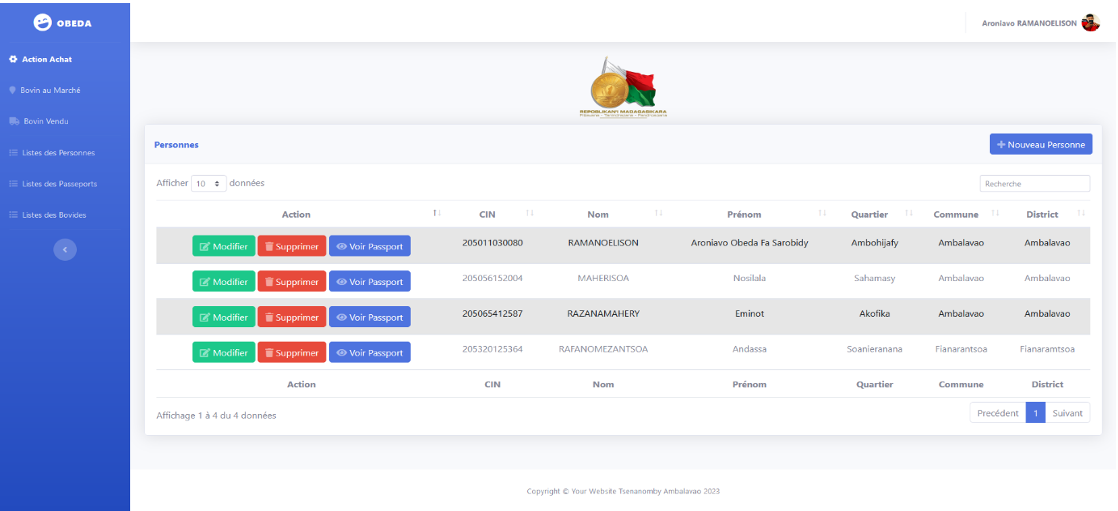 OBEDA
Aroniavo RAMANOELISON
Action Achat
Bovin au Marché
Bovin Vendu
Listes des Personnes
Listes des Passeports
Listes des Bovides
REPOBLIKAN'I MADAGASIKARA
Personnes
Nouveau Personne
Afficher 10 données
Recherche
Action CIN Nom Prénom Quartier Commune District
Modifier Supprimer Voir Passport 205011030080 RAMANOELISON Aroniavo Obeda Fa Sarobidy Ambohijafy Ambalavao Ambalavao
Modifier Supprimer Voir Passport 205056152004 MAHERISOA Nosilala Sahamasy Ambalavao Ambalavao
Modifier Supprimer Voir Passport 205065412587 RAZANAMAHERY Eminot Akofika Ambalavao Ambalavao
Modifier Supprimer Voir Passport 205320125364 RAFANOMEZANTSOA Andassa Soanieranana Fianarantsoa Fianaramtsoa
Action CIN Nom Prénom Quartier Commune District
Affichage 1 à 4 du 4 données
Precédent 1 Suivant
Copyright © Your Website Tsenanomby Ambalavao 2023